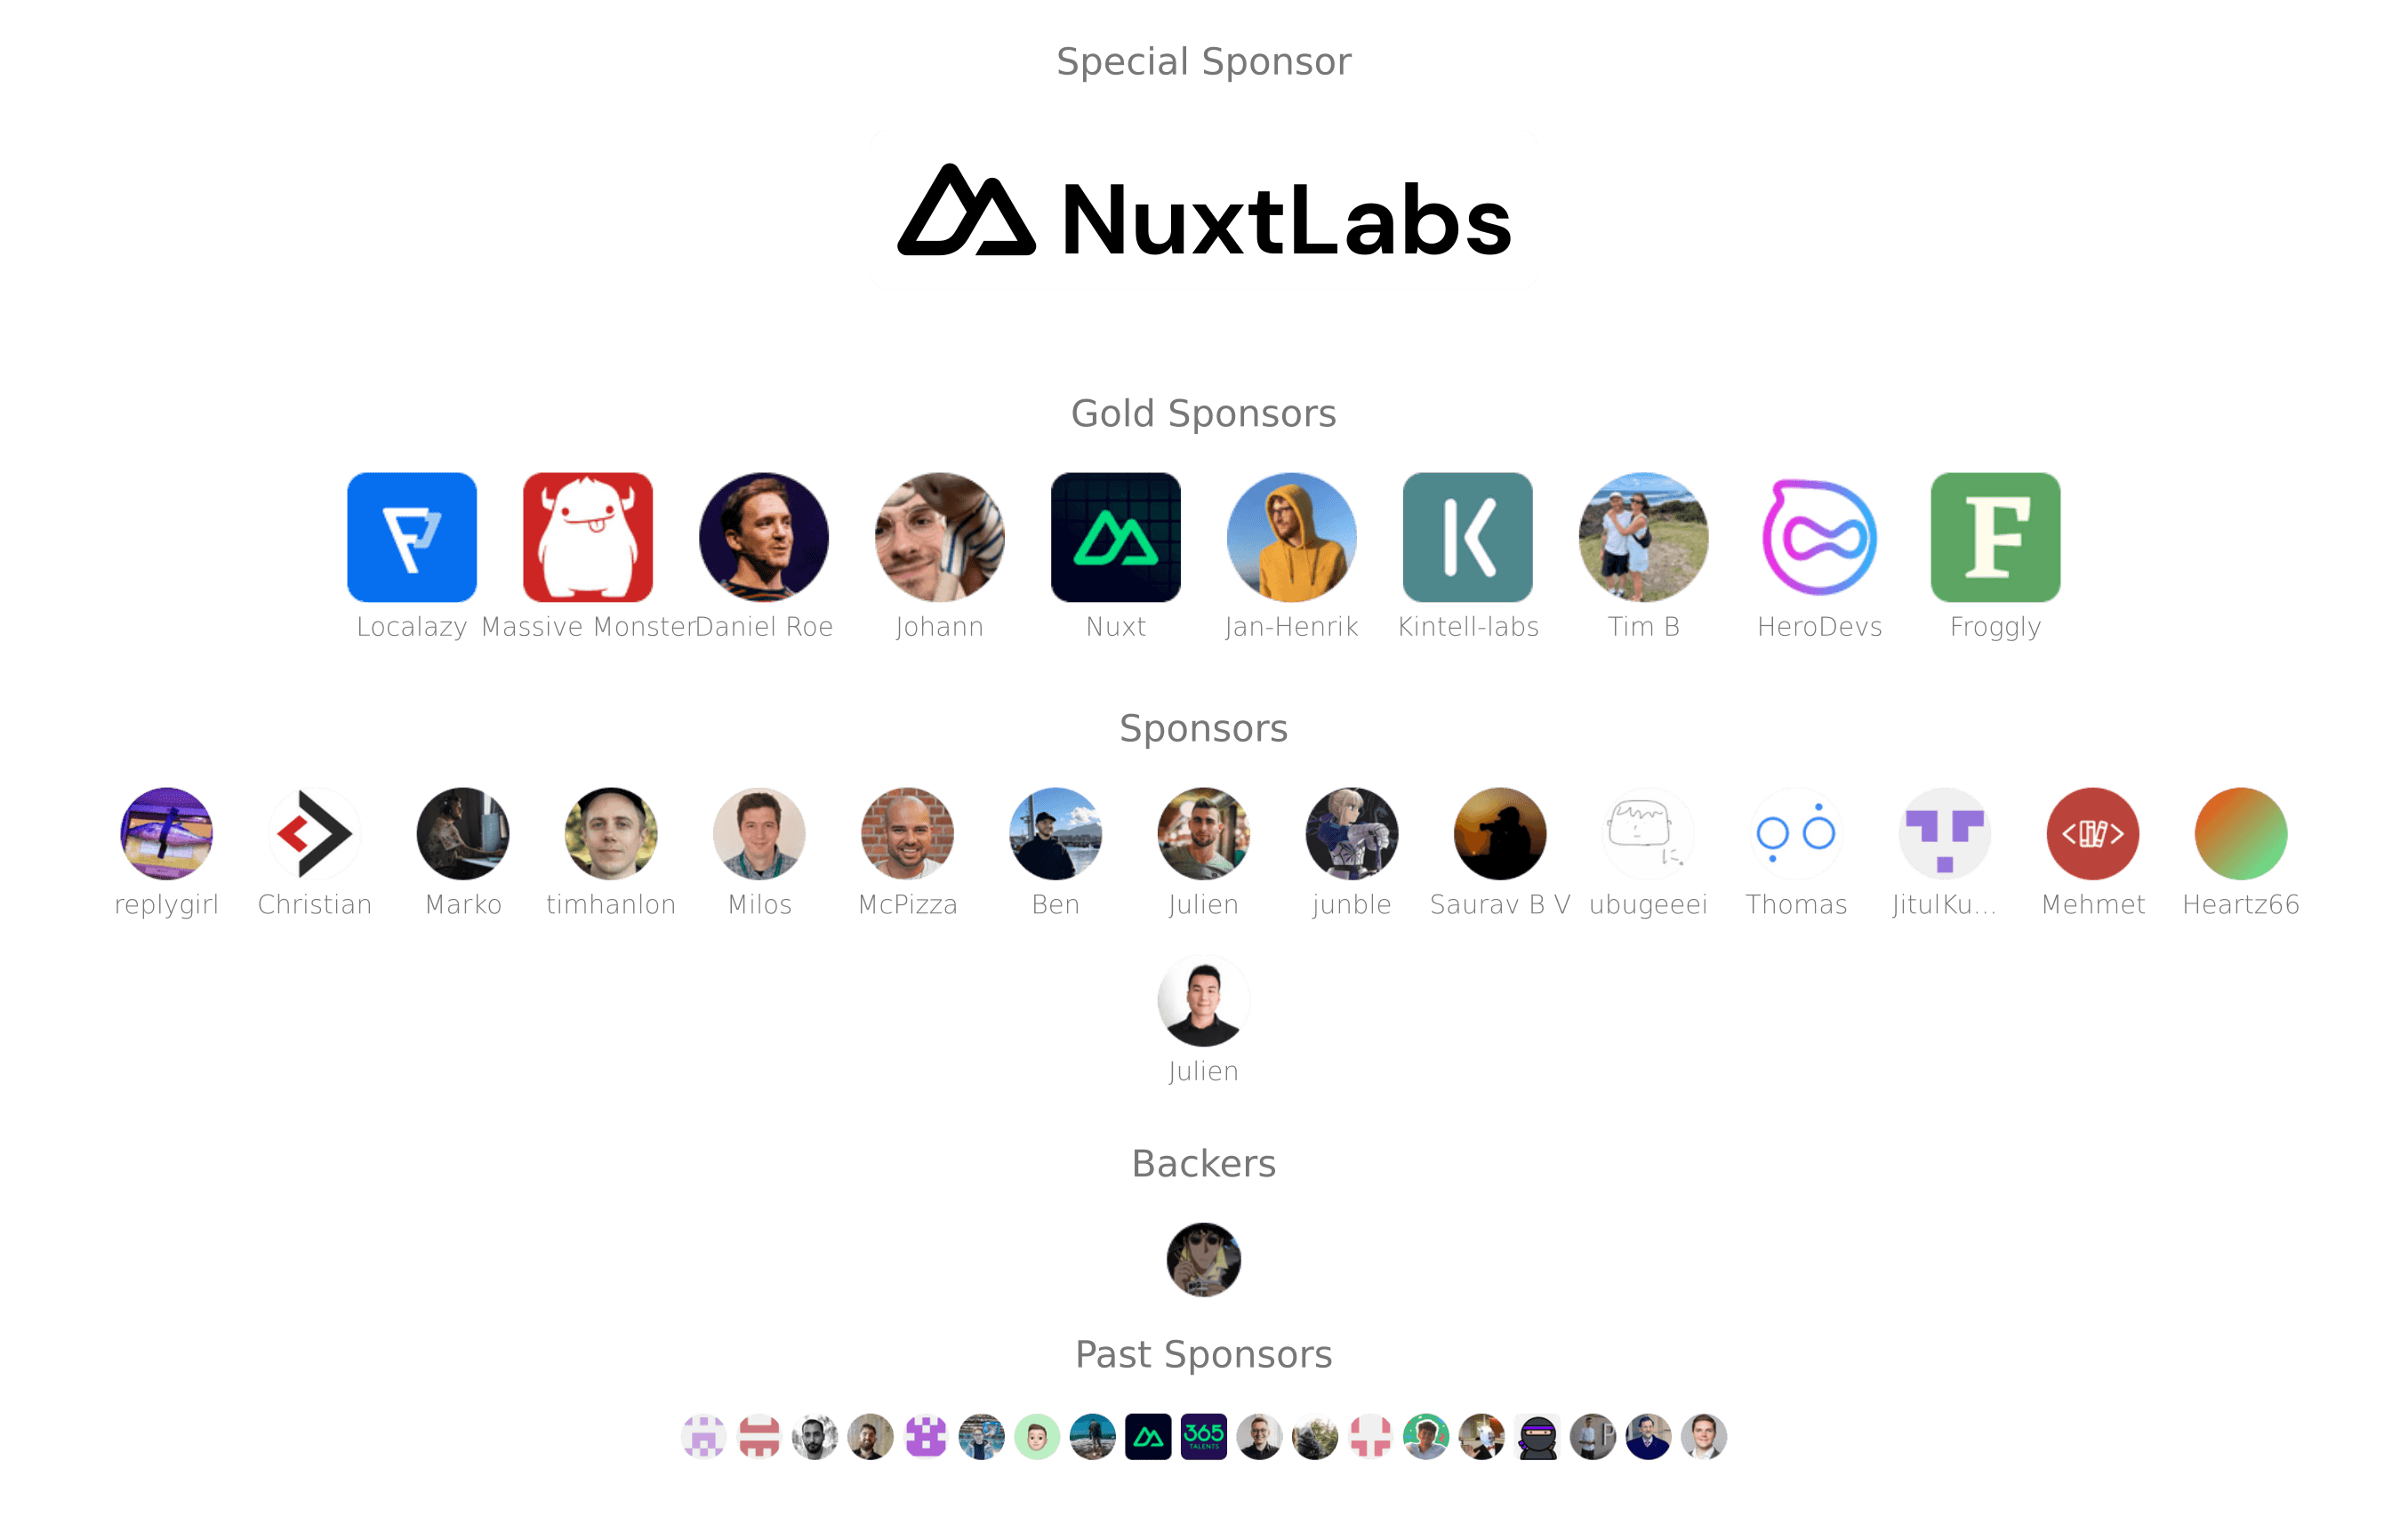 Special Sponsor
NuxtLabs
Gold Sponsors
Localazy Massive Monster Daniel Roe Johann Nuxt Jan-Henrik Kintell-labs Tim B HeroDevs Froggly
Sponsors
replygirl Christian Marko timhanlon Milos McPizza Ben Julien junble Saurav B V ubugeeei Thomas JitulKu... Mehmet Heartz66
Julien
Backers
Past Sponsors
365
TALENTS